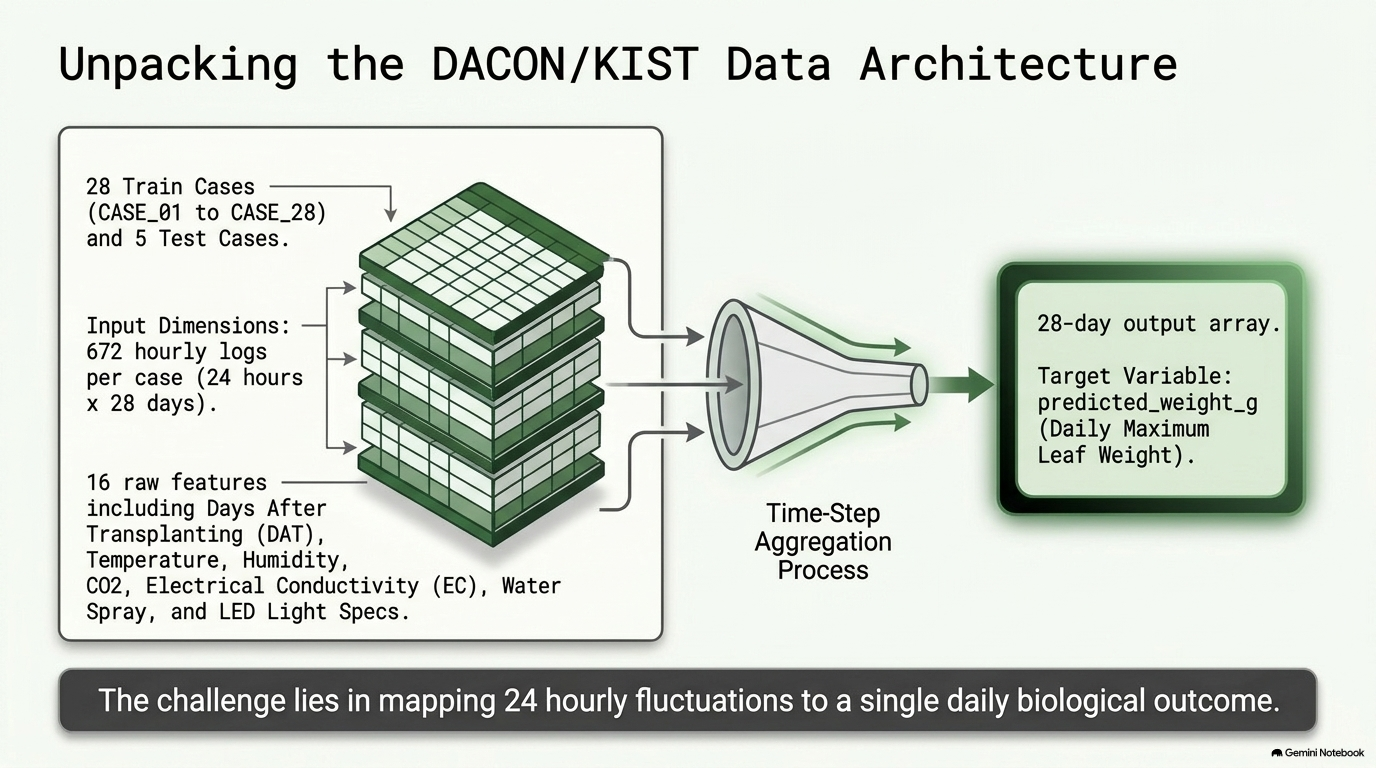 Unpacking the DACON/KIST Data Architecture
28 Train Cases
(CASE_01 to CASE_28)
and 5 Test Cases.
Input Dimensions:
672 hourly logs
per case (24 hours
x 28 days).
16 raw features
including Days After
Transplanting (DAT),
Temperature, Humidity,
CO2, Electrical Conductivity (EC), Water
Spray, and LED Light Specs.
Time-Step
Aggregation
Process
28-day output array.
Target Variable:
predicted_weight_g
(Daily Maximum
Leaf Weight).
The challenge lies in mapping 24 hourly fluctuations to a single daily biological outcome.
Gemini Notebook